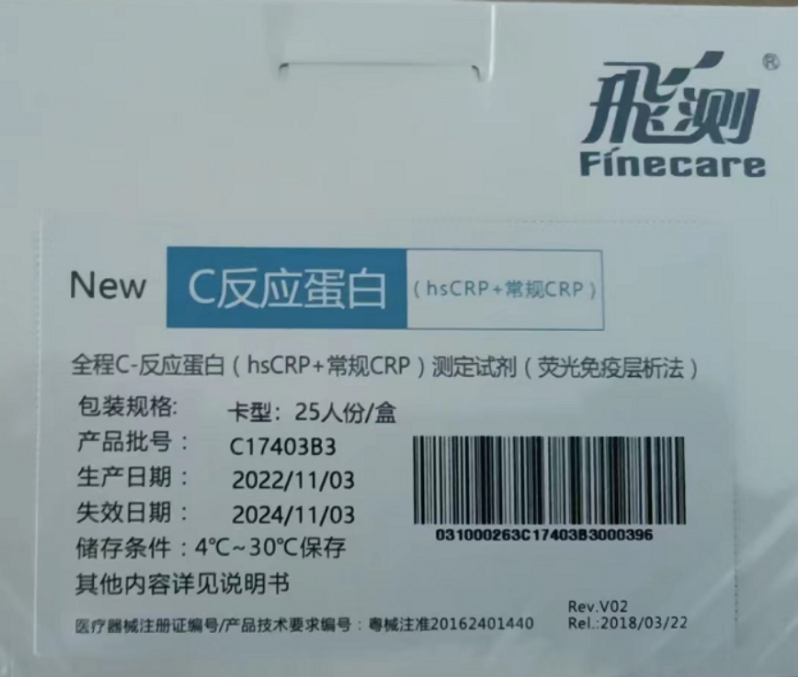 飛测®
Finecare
New C反应蛋白（hsCRP+常规CRP）
全程C-反应蛋白（hsCRP+常规CRP）测定试剂（荧光免疫层析法）
包装规格: 卡型：25人份/盒
产品批号： C17403B3
生产日期： 2022/11/03
失效日期： 2024/11/03
储存条件：4℃~30℃保存
其他内容详见说明书
031000263C17403B3000396
医疗器械注册证编号/产品技术要求编号：粤械注准20162401440
Rev.V02
Rel.:2018/03/22